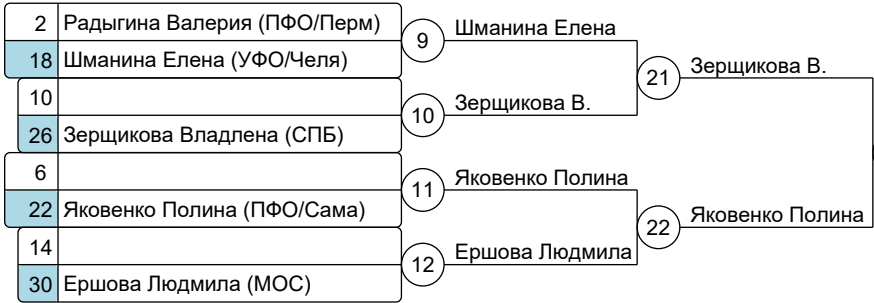 2 Радыгина Валерия (ПФО/Перм)
9 Шманина Елена
18 Шманина Елена (УФО/Челя)
21 Зерщикова В.
10
10 Зерщикова В.
26 Зерщикова Владлена (СПБ)
6
11 Яковенко Полина
22 Яковенко Полина (ПФО/Сама)
22 Яковенко Полина
14
12 Ершова Людмила
30 Ершова Людмила (МОС)